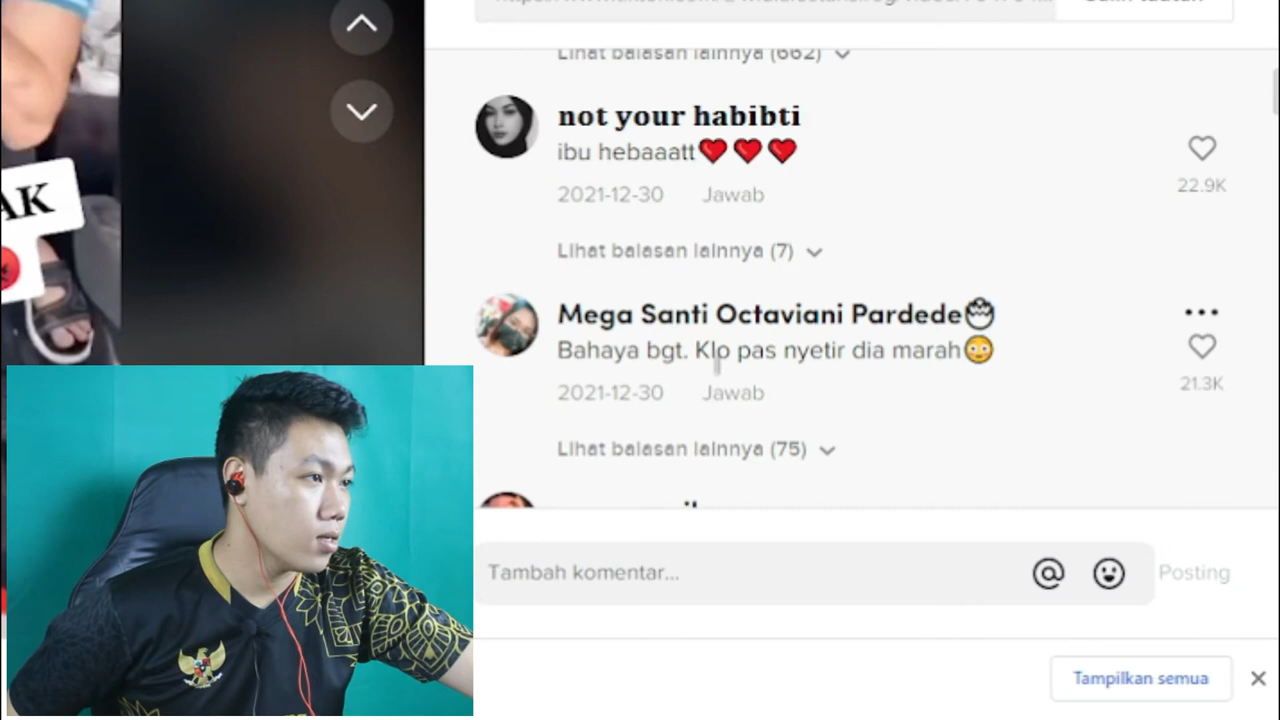 Salin tautan
Lihat balasan lainnya (662)
AK
not your habibti
ibu hebaaatt❤️❤️❤️
22.9K
2021-12-30 Jawab
Lihat balasan lainnya (7)
Mega Santi Octaviani Pardede
Bahaya bgt. Klo pas nyetir dia marah😳
21.3K
2021-12-30 Jawab
Lihat balasan lainnya (75)
Tambah komentar...
Posting
Tampilkan semua